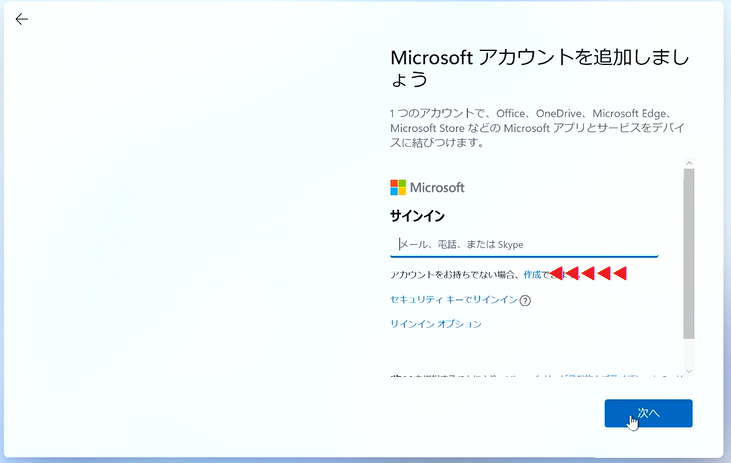 Microsoft アカウントを追加しまし
ょう
1 つのアカウントで、Office、OneDrive、Microsoft Edge、
Microsoft Store などの Microsoft アプリとサービスをデバイ
スに結びつけます。
Microsoft
サインイン
メール、電話、または Skype
アカウントをお持ちでない場合、作成で
セキュリティ キーでサインイン ?
サインイン オプション
次へ